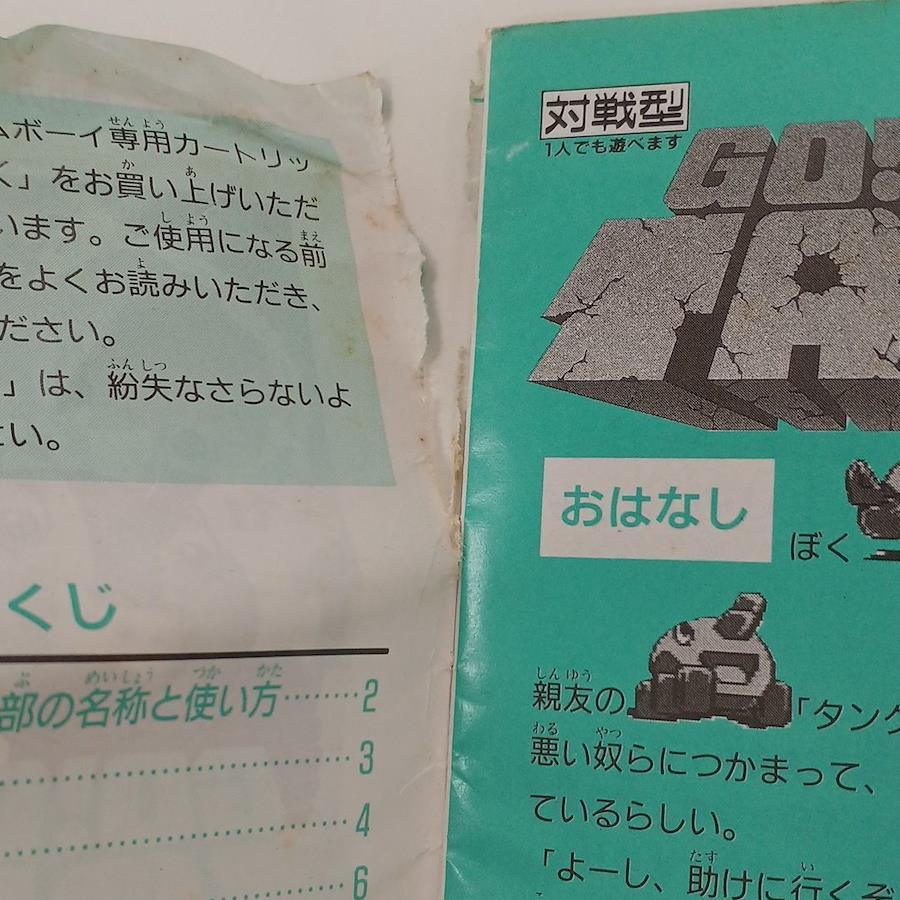 ムボーイ専用カートリッ
く」をお買い上げいただ
います。ご使用になる前
をよくお読みいただき、
ださい。
」は、紛失なさらないよ
さい。
くじ
部の名称と使い方……… 2
3
4
6
対戦型
1人でも遊べます
GO!
おはなし
ぼく
親友の「タンク
悪い奴らにつかまって、
ているらしい。
「よーし、助けに行くぞ